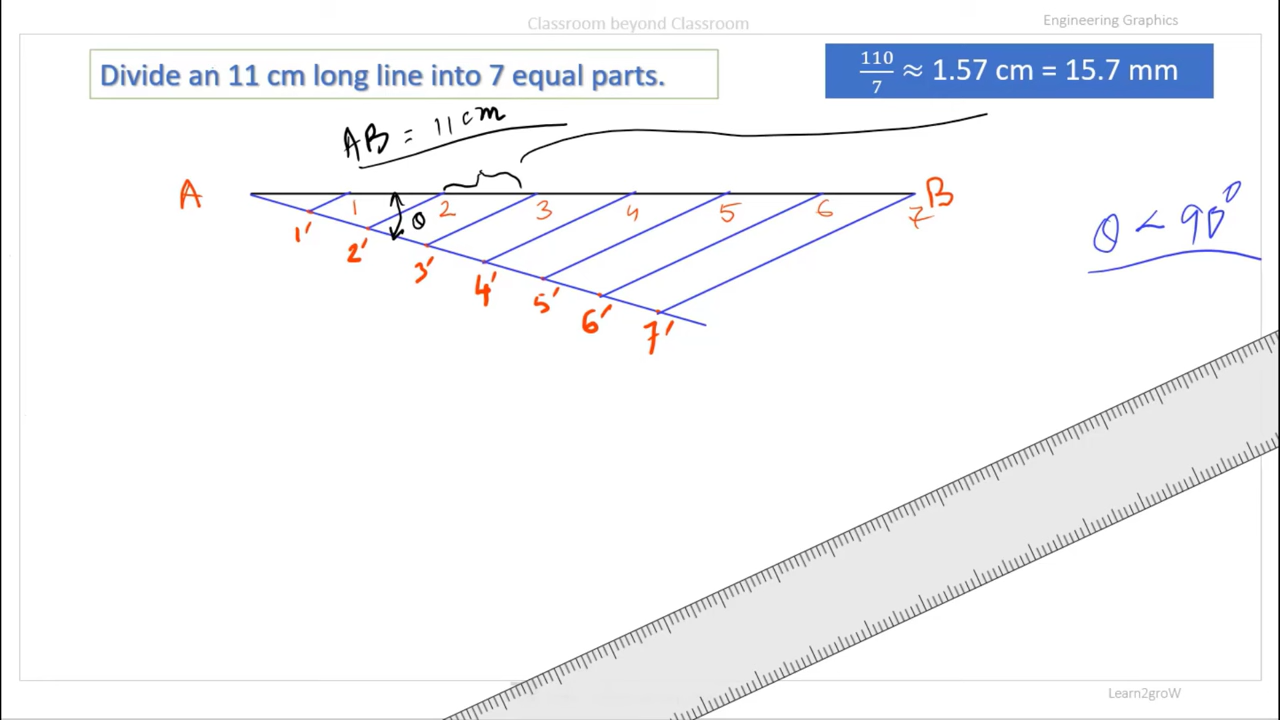 Classroom beyond Classroom
Engineering Graphics
Divide an 11 cm long line into 7 equal parts.
110/7 ≈ 1.57 cm = 15.7 mm
AB = 11 cm
A B
1 θ 2 3 4 5 6 7
1' 2' 3' 4' 5' 6' 7'
θ < 90°
Learn2groW